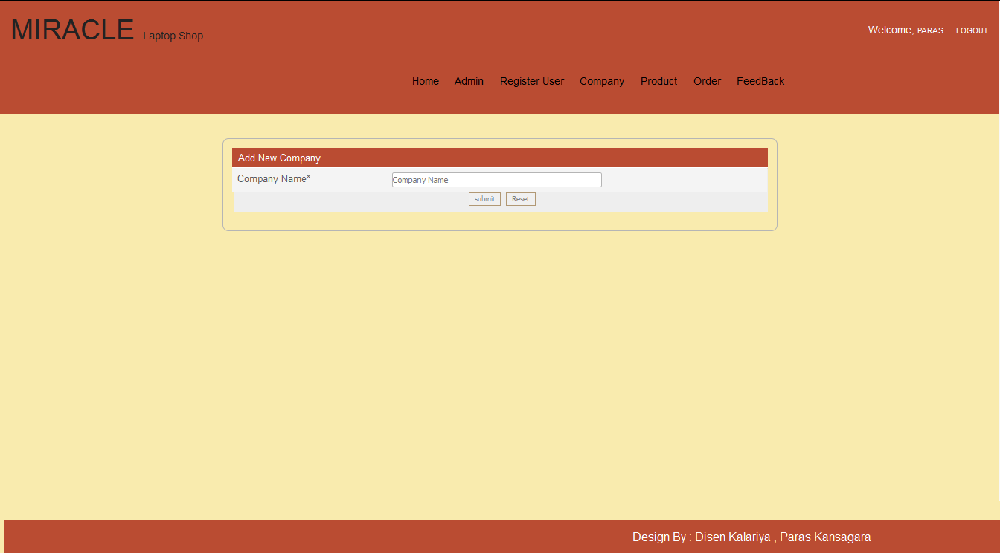 MIRACLE Laptop Shop
Welcome, PARAS LOGOUT
Home Admin Register User Company Product Order FeedBack
Add New Company
Company Name* Company Name
submit Reset
Design By : Disen Kalariya , Paras Kansagara